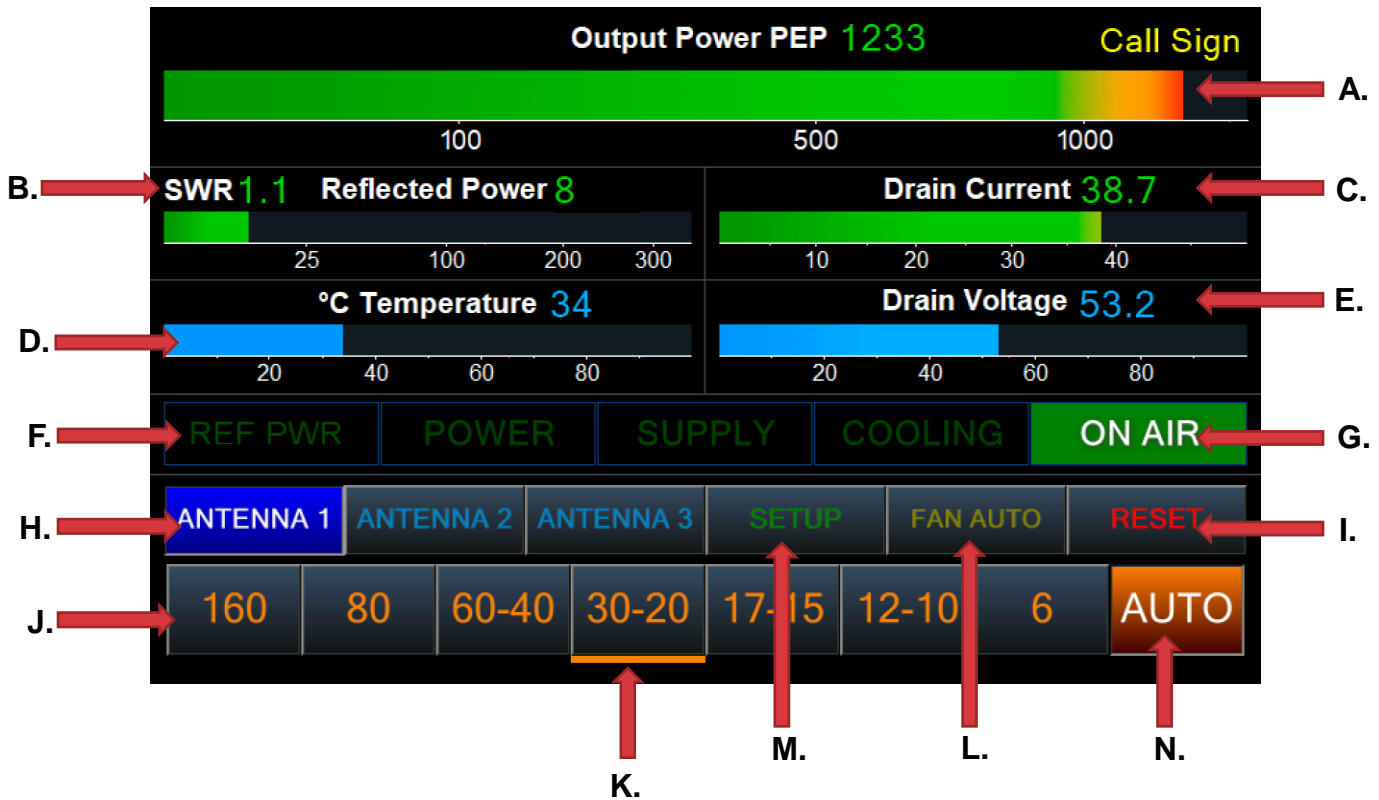 Output Power PEP 1233 Call Sign
A.
100 500 1000
B. SWR 1.1 Reflected Power 8 Drain Current 38.7 C.
25 100 200 300 10 20 30 40
°C Temperature 34 Drain Voltage 53.2 E.
D.
20 40 60 80 20 40 60 80
F. REF PWR POWER SUPPLY COOLING ON AIR G.
H. ANTENNA 1 ANTENNA 2 ANTENNA 3 SETUP FAN AUTO RESET I.
J. 160 80 60-40 30-20 17-15 12-10 6 AUTO
M. L. N.
K.